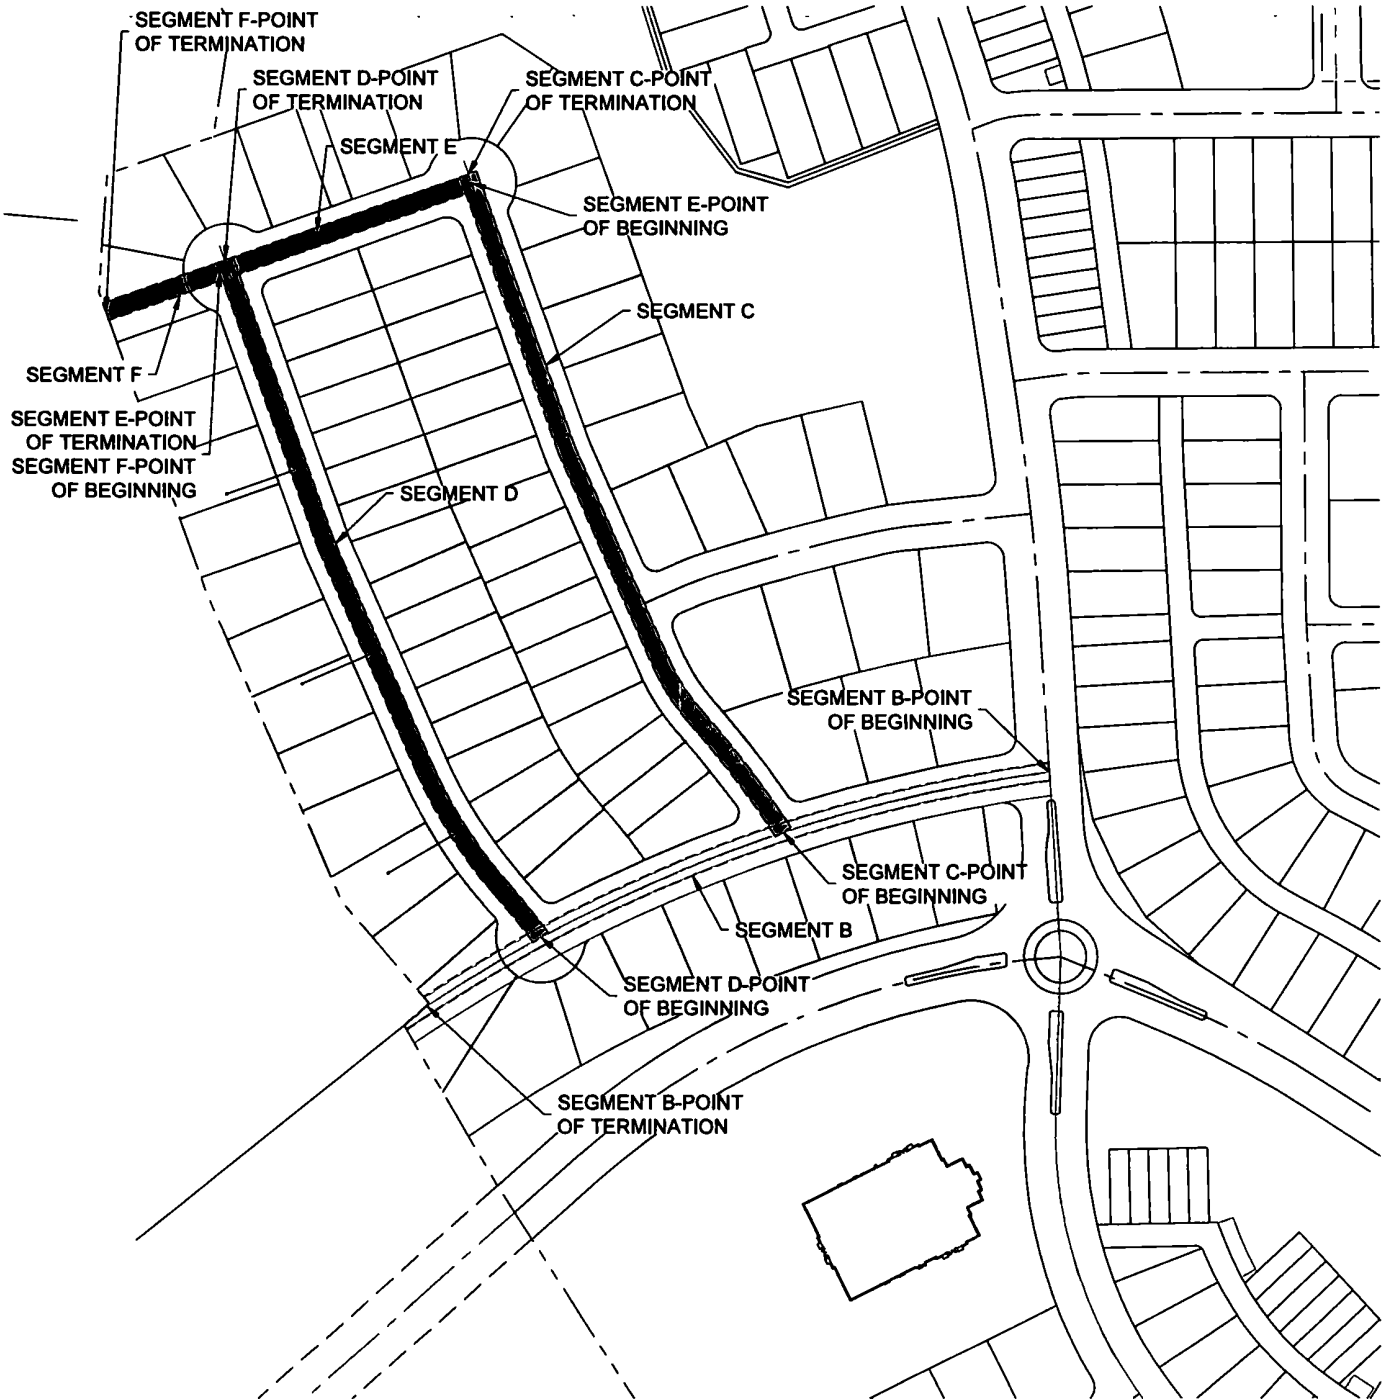 SEGMENT F-POINT
OF TERMINATION
SEGMENT D-POINT
OF TERMINATION
SEGMENT C-POINT
OF TERMINATION
SEGMENT E
SEGMENT E-POINT
OF BEGINNING
SEGMENT C
SEGMENT F
SEGMENT E-POINT
OF TERMINATION
SEGMENT F-POINT
OF BEGINNING
SEGMENT D
SEGMENT B-POINT
OF BEGINNING
SEGMENT C-POINT
OF BEGINNING
SEGMENT B
SEGMENT D-POINT
OF BEGINNING
SEGMENT B-POINT
OF TERMINATION